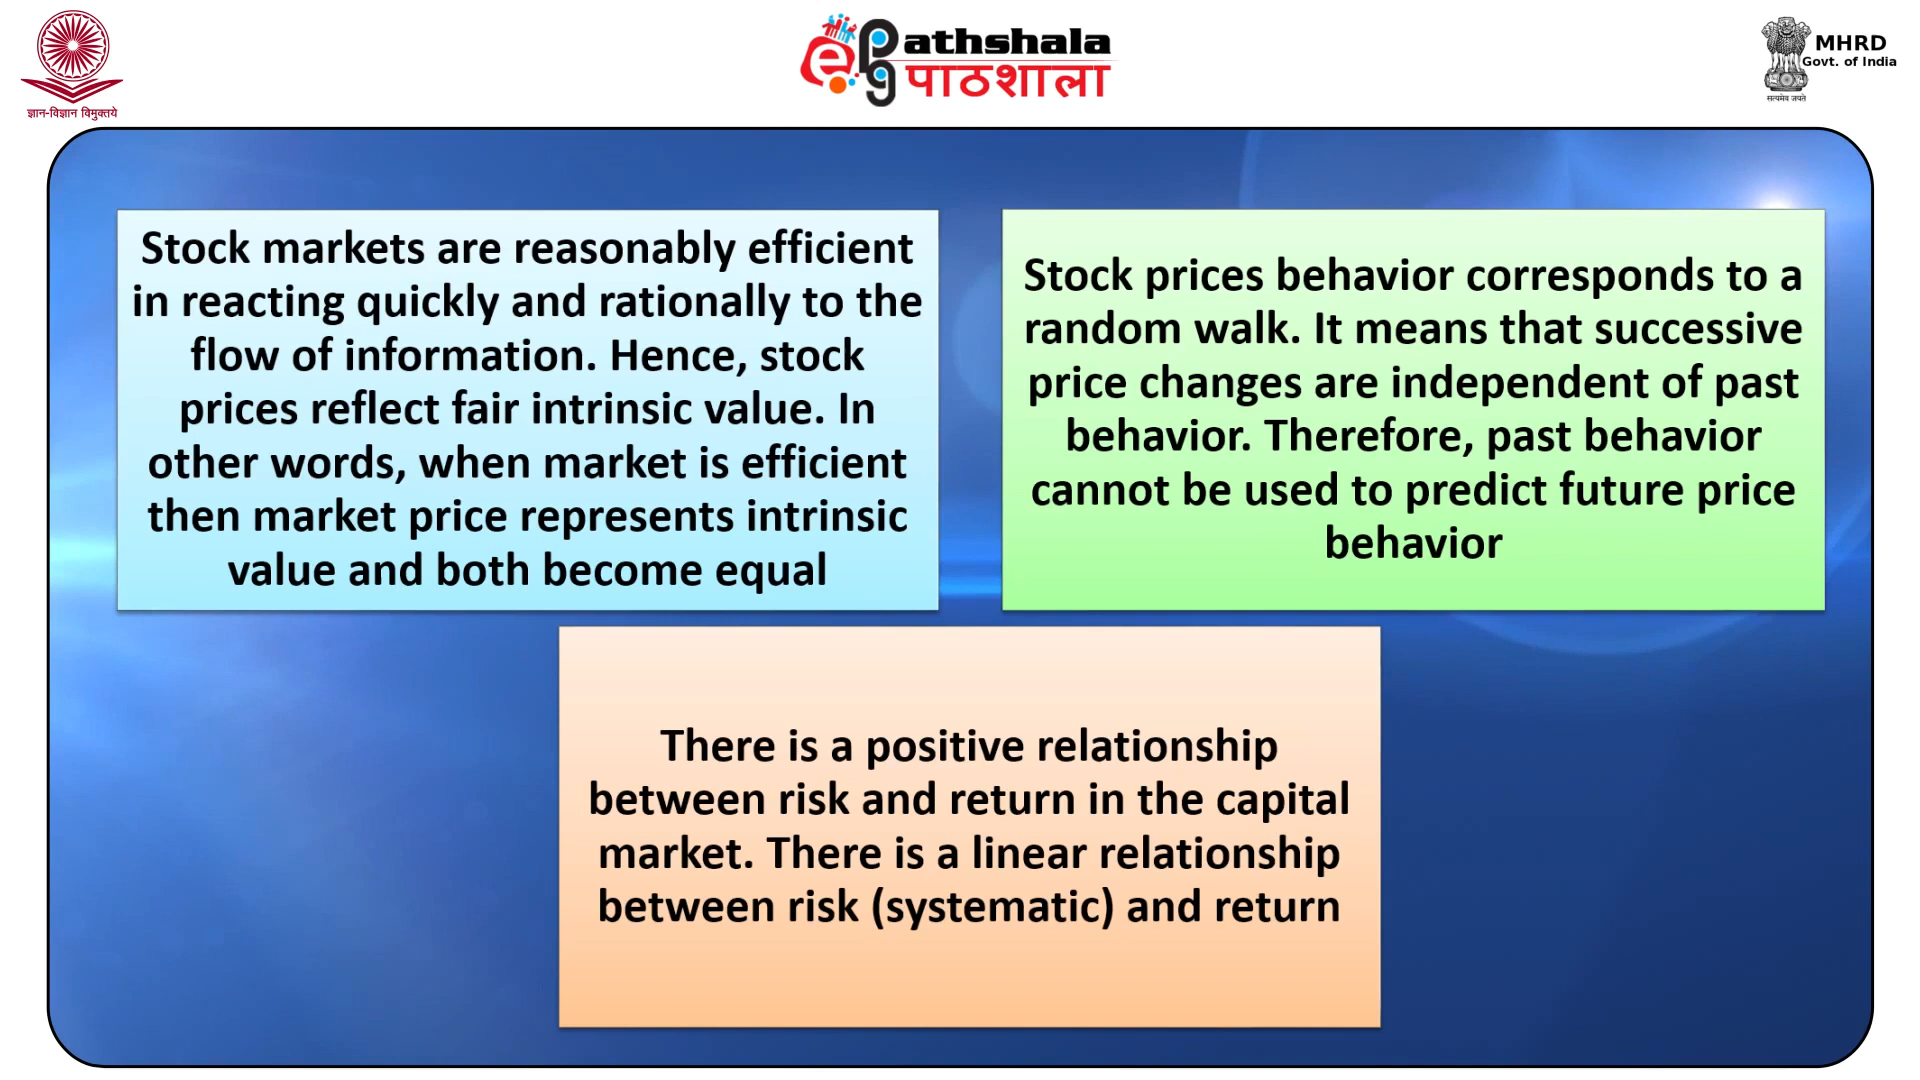 ज्ञान-विज्ञान विमुक्तये
e
pg
athshala
पाठशाला
MHRD
Govt. of India
सत्यमेव जयते
Stock markets are reasonably efficient
in reacting quickly and rationally to the
flow of information. Hence, stock
prices reflect fair intrinsic value. In
other words, when market is efficient
then market price represents intrinsic
value and both become equal
Stock prices behavior corresponds to a
random walk. It means that successive
price changes are independent of past
behavior. Therefore, past behavior
cannot be used to predict future price
behavior
There is a positive relationship
between risk and return in the capital
market. There is a linear relationship
between risk (systematic) and return